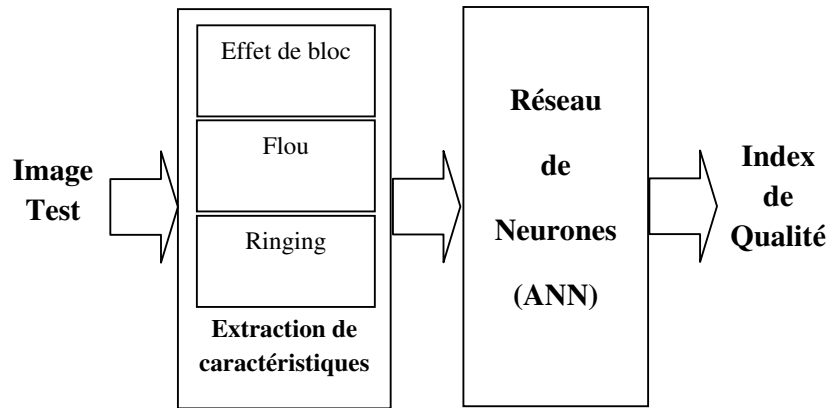 Image
Test
Effet de bloc
Flou
Ringing
Extraction de
caractéristiques
Réseau
de
Neurones
(ANN)
Index
de
Qualité